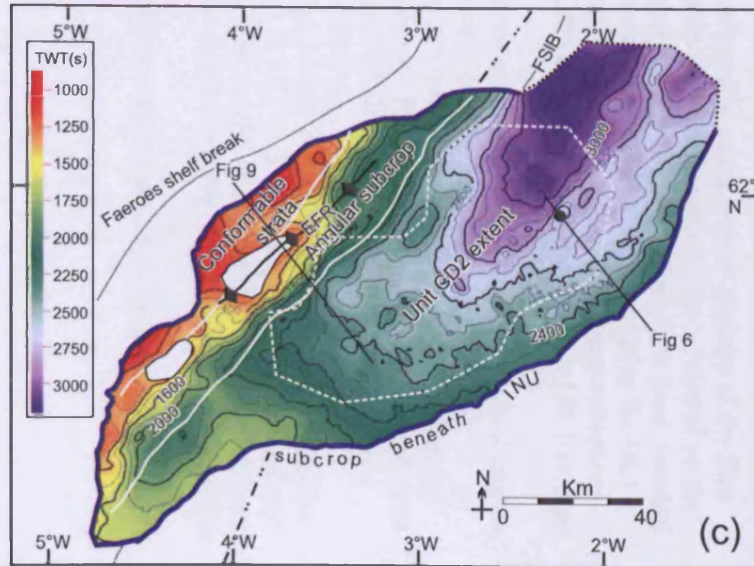 4°W
3°W
2°W
TWT(s)
1000
1250
1500
1750
2000
2250
2500
2750
3000
FSIB
Faeroes shelf break
Fig 9
3000
62°
N
Conformable
strata
EFR
Angular subcrop
Unit CD2 extent
2400
Fig 6
1600
2000
subcrop beneath INU
N
Km
0 40
(c)
5°W
4°W
3°W
2°W